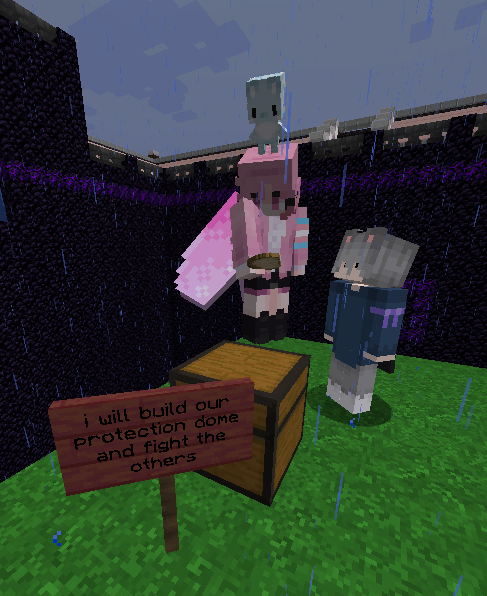 i will build our
protection dome
and fight the
others